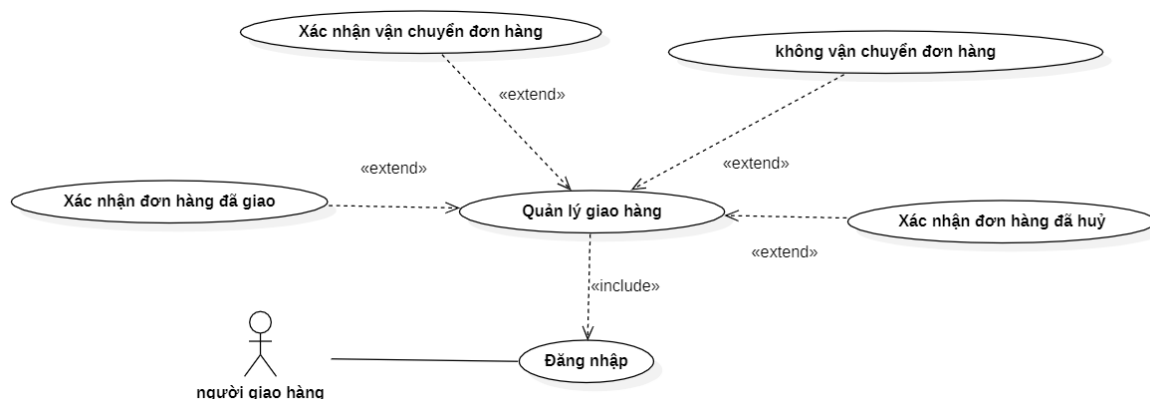 Xác nhận vận chuyển đơn hàng
không vận chuyển đơn hàng
«extend»
«extend»
«extend»
Xác nhận đơn hàng đã giao
Quản lý giao hàng
Xác nhận đơn hàng đã huỷ
«extend»
«include»
Đăng nhập
người giao hàng